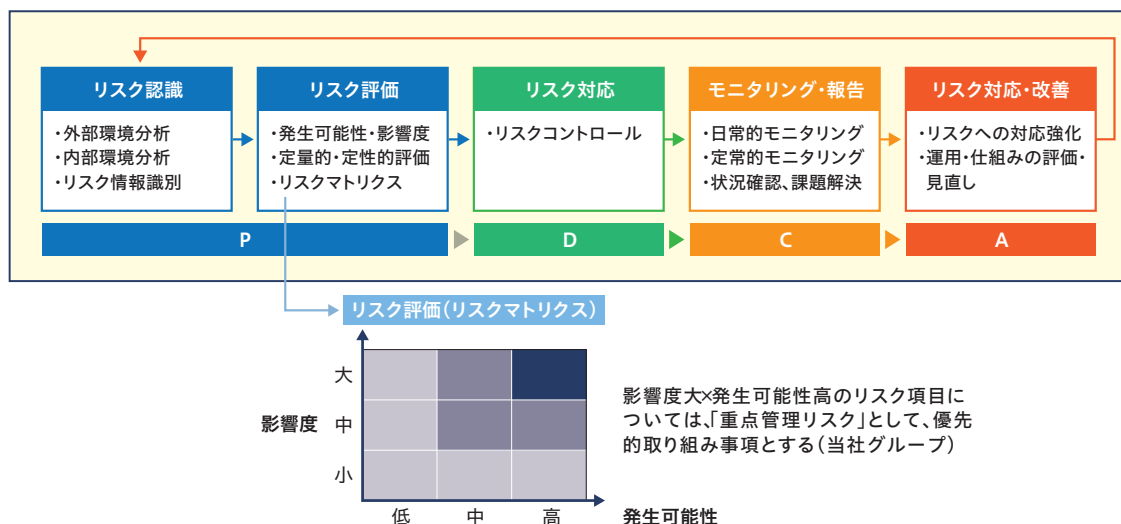 リスク認識
・外部環境分析
・内部環境分析
・リスク情報識別
リスク評価
・発生可能性・影響度
・定量的・定性的評価
・リスクマトリクス
リスク対応
・リスクコントロール
モニタリング・報告
・日常的モニタリング
・定常的モニタリング
・状況確認、課題解決
リスク対応・改善
・リスクへの対応強化
・運用・仕組みの評価・
見直し
P
D
C
A
リスク評価(リスクマトリクス)
大
影響度 中
小
低 中 高 発生可能性
影響度大×発生可能性高のリスク項目に
ついては、「重点管理リスク」として、優先
的取り組み事項とする(当社グループ)